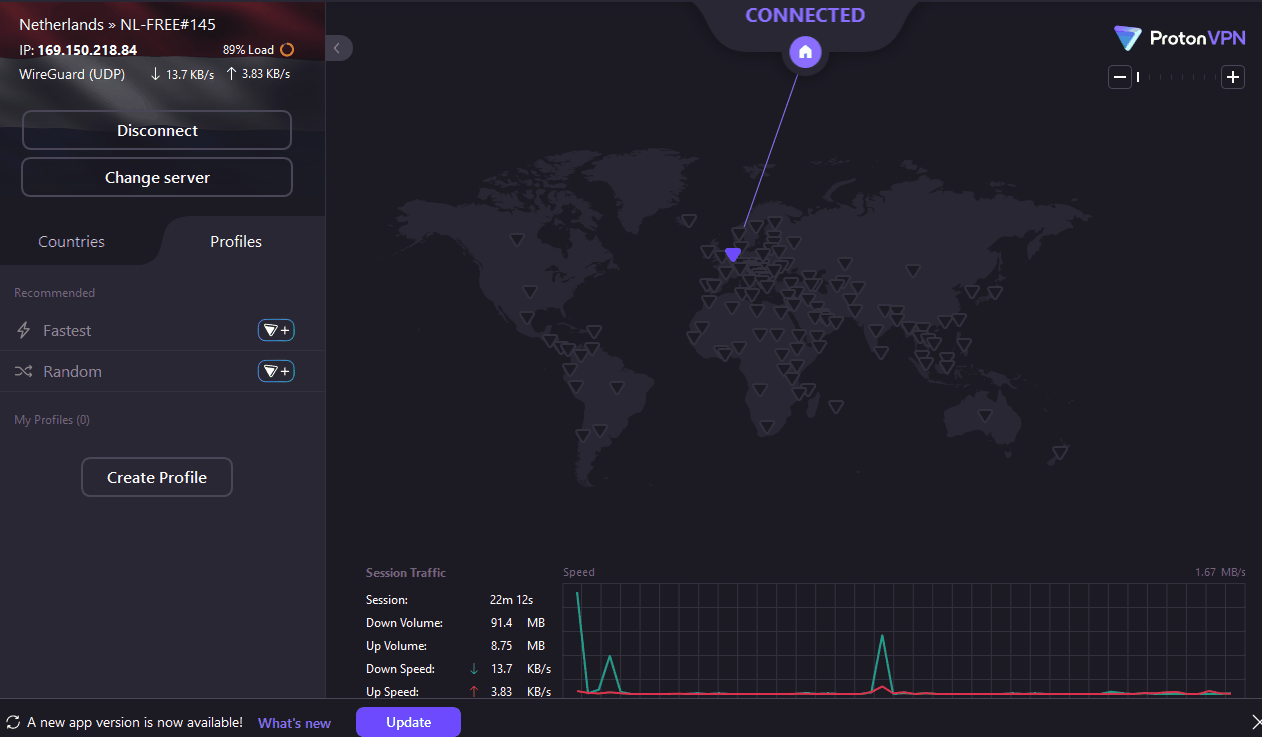 Netherlands » NL-FREE#145
IP: 169.150.218.84 89% Load
WireGuard (UDP) ↓ 13.7 KB/s ↑ 3.83 KB/s
Disconnect
Change server
Countries Profiles
Recommended
Fastest +
Random +
My Profiles (0)
Create Profile
CONNECTED
ProtonVPN
Session Traffic
Session: 22m 12s
Down Volume: 91.4 MB
Up Volume: 8.75 MB
Down Speed: ↓ 13.7 KB/s
Up Speed: ↑ 3.83 KB/s
Speed 1.67 MB/s
A new app version is now available! What's new Update